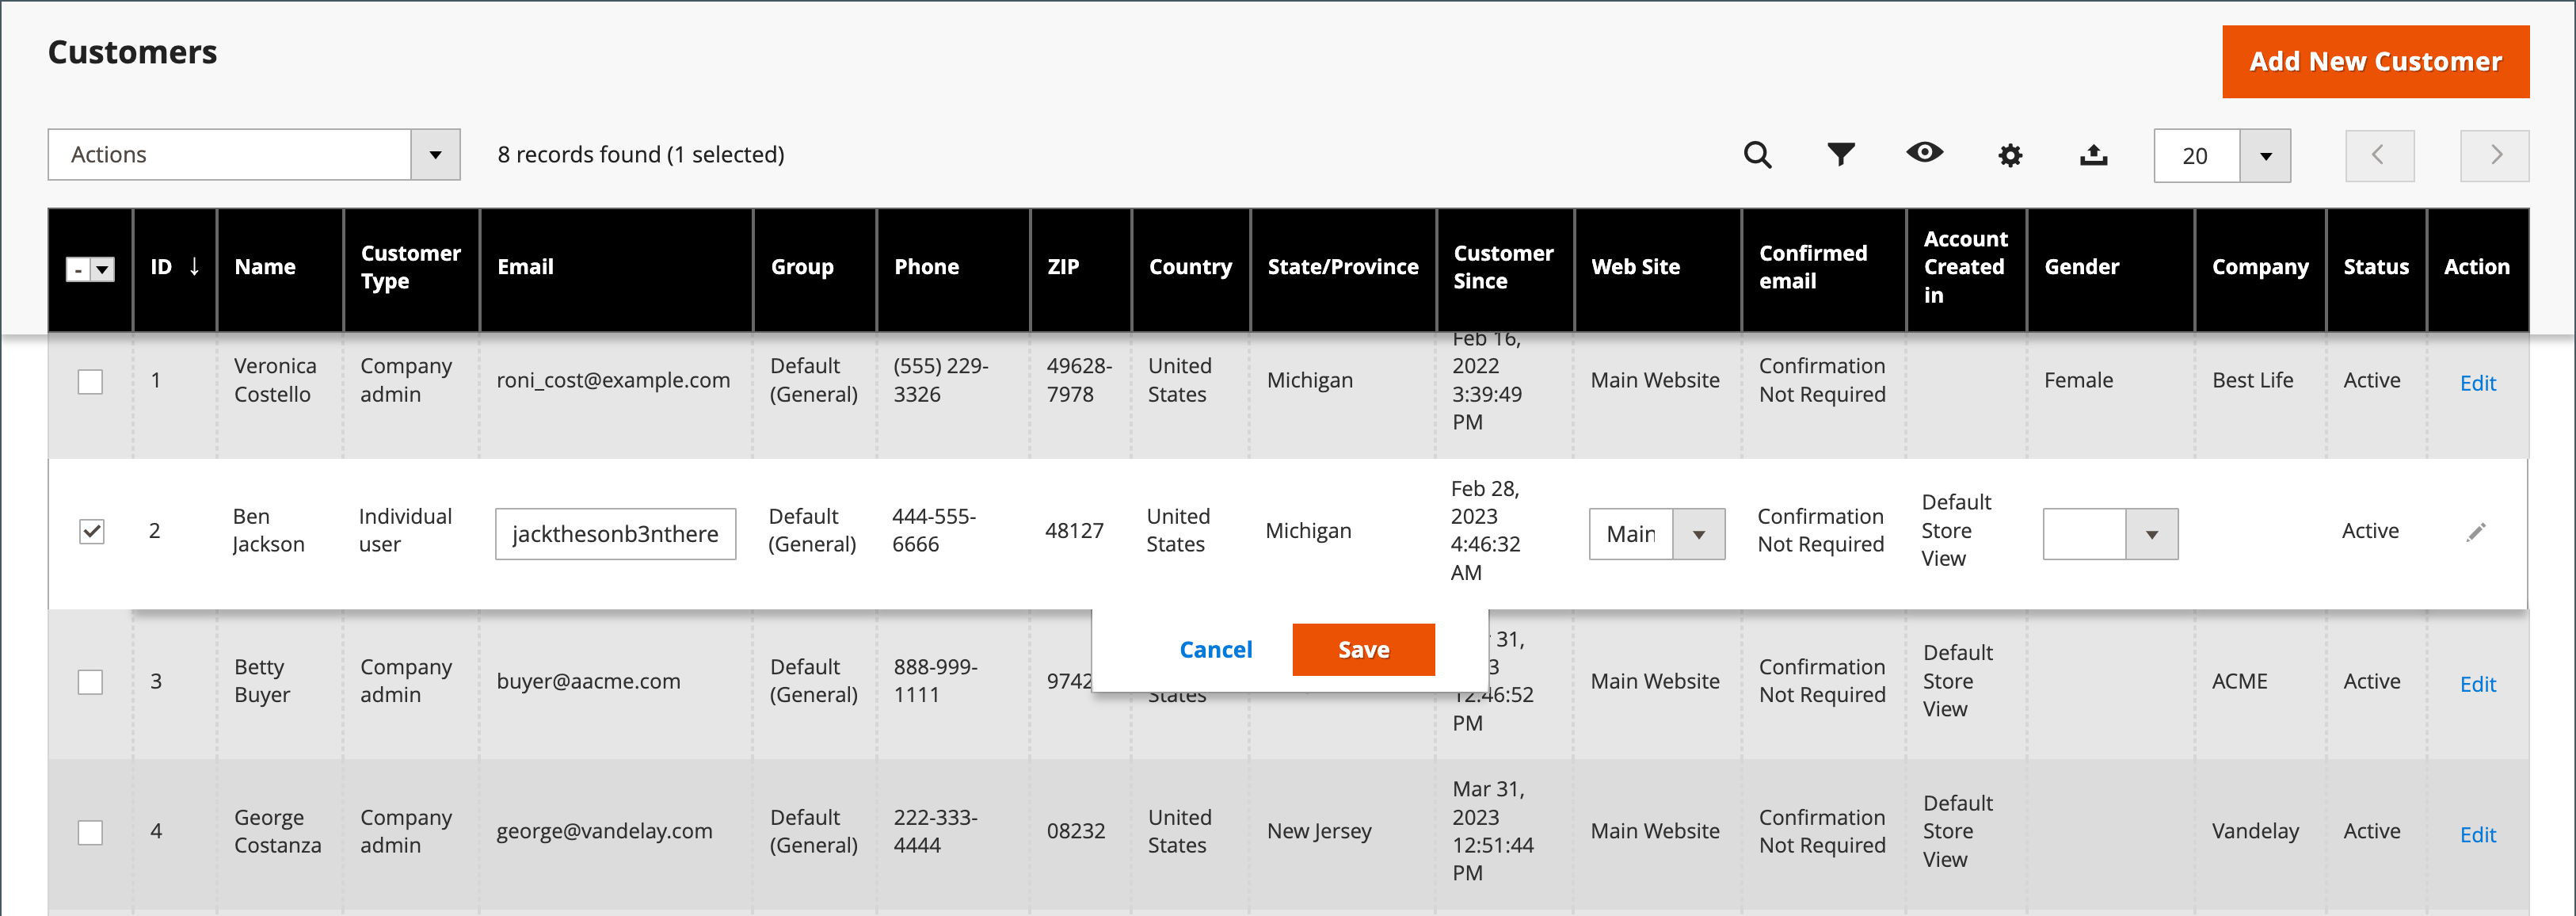 Customers
Add New Customer
Actions
8 records found (1 selected)
20
-
ID ↓
Name
Customer
Type
Email
Group
Phone
ZIP
Country
State/Province
Customer
Since
Web Site
Confirmed
email
Account
Created
in
Gender
Company
Status
Action
1
Veronica
Costello
Company
admin
roni_cost@example.com
Default
(General)
(555) 229-
3326
49628-
7978
United
States
Michigan
Feb 16,
2022
3:39:49
PM
Main Website
Confirmation
Not Required
Female
Best Life
Active
Edit
2
Ben
Jackson
Individual
user
jackthesonb3nthere
Default
(General)
444-555-
6666
48127
United
States
Michigan
Feb 28,
2023
4:46:32
AM
Main
Confirmation
Not Required
Default
Store
View
Active
Cancel
Save
3
Betty
Buyer
Company
admin
buyer@aacme.com
Default
(General)
888-999-
1111
9742
States
31,
3
12:46:52
PM
Main Website
Confirmation
Not Required
Default
Store
View
ACME
Active
Edit
4
George
Costanza
Company
admin
george@vandelay.com
Default
(General)
222-333-
4444
08232
United
States
New Jersey
Mar 31,
2023
12:51:44
PM
Main Website
Confirmation
Not Required
Default
Store
View
Vandelay
Active
Edit